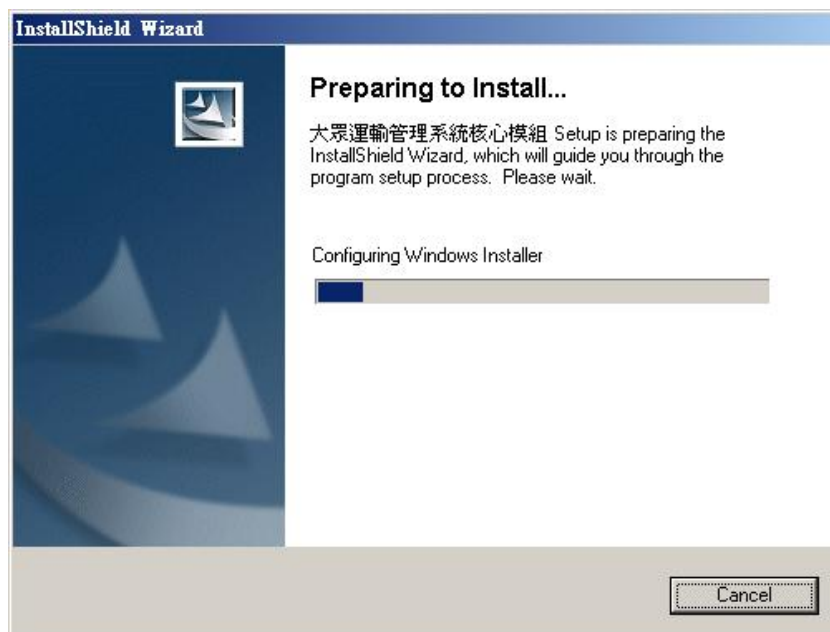 InstallShield Wizard
Preparing to Install...
大眾運輸管理系統核心模組 Setup is preparing the
InstallShield Wizard, which will guide you through the
program setup process. Please wait.
Configuring Windows Installer
Cancel